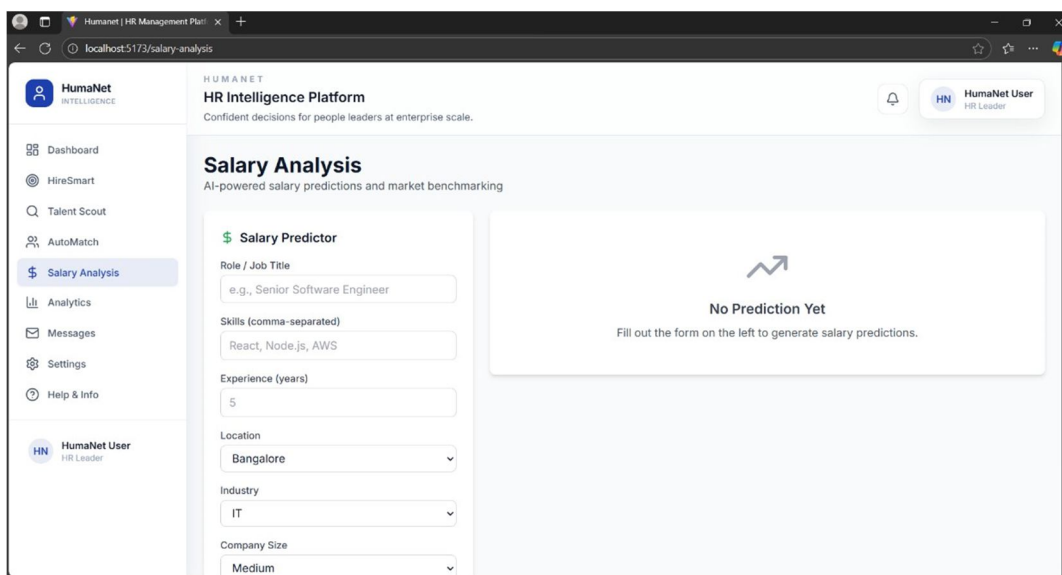 Humanet | HR Management Platf
localhost:5173/salary-analysis
HumaNet
INTELLIGENCE
Dashboard
HireSmart
Talent Scout
AutoMatch
Salary Analysis
Analytics
Messages
Settings
Help & Info
HN
HumaNet User
HR Leader
HUMANET
HR Intelligence Platform
Confident decisions for people leaders at enterprise scale.
HN
HumaNet User
HR Leader
Salary Analysis
AI-powered salary predictions and market benchmarking
$ Salary Predictor
Role / Job Title
e.g., Senior Software Engineer
Skills (comma-separated)
React, Node.js, AWS
Experience (years)
5
Location
Bangalore
Industry
IT
Company Size
Medium
No Prediction Yet
Fill out the form on the left to generate salary predictions.